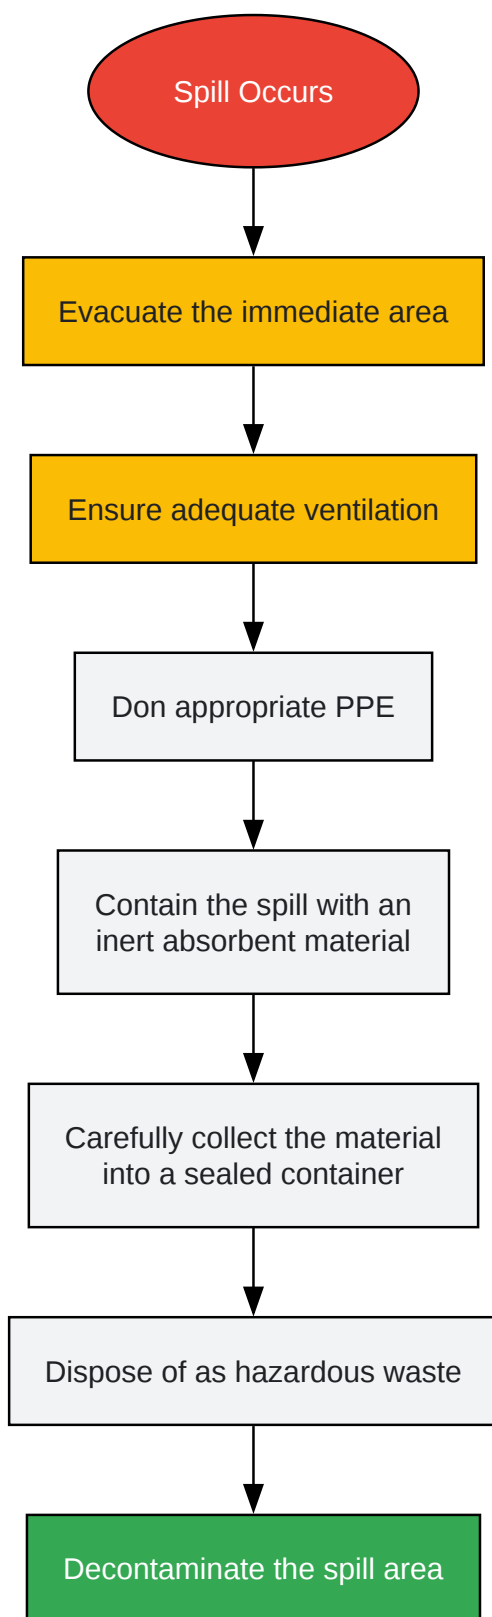 Spill Occurs
Evacuate the immediate area
Ensure adequate ventilation
Don appropriate PPE
Contain the spill with an
inert absorbent material
Carefully collect the material
into a sealed container
Dispose of as hazardous waste
Decontaminate the spill area